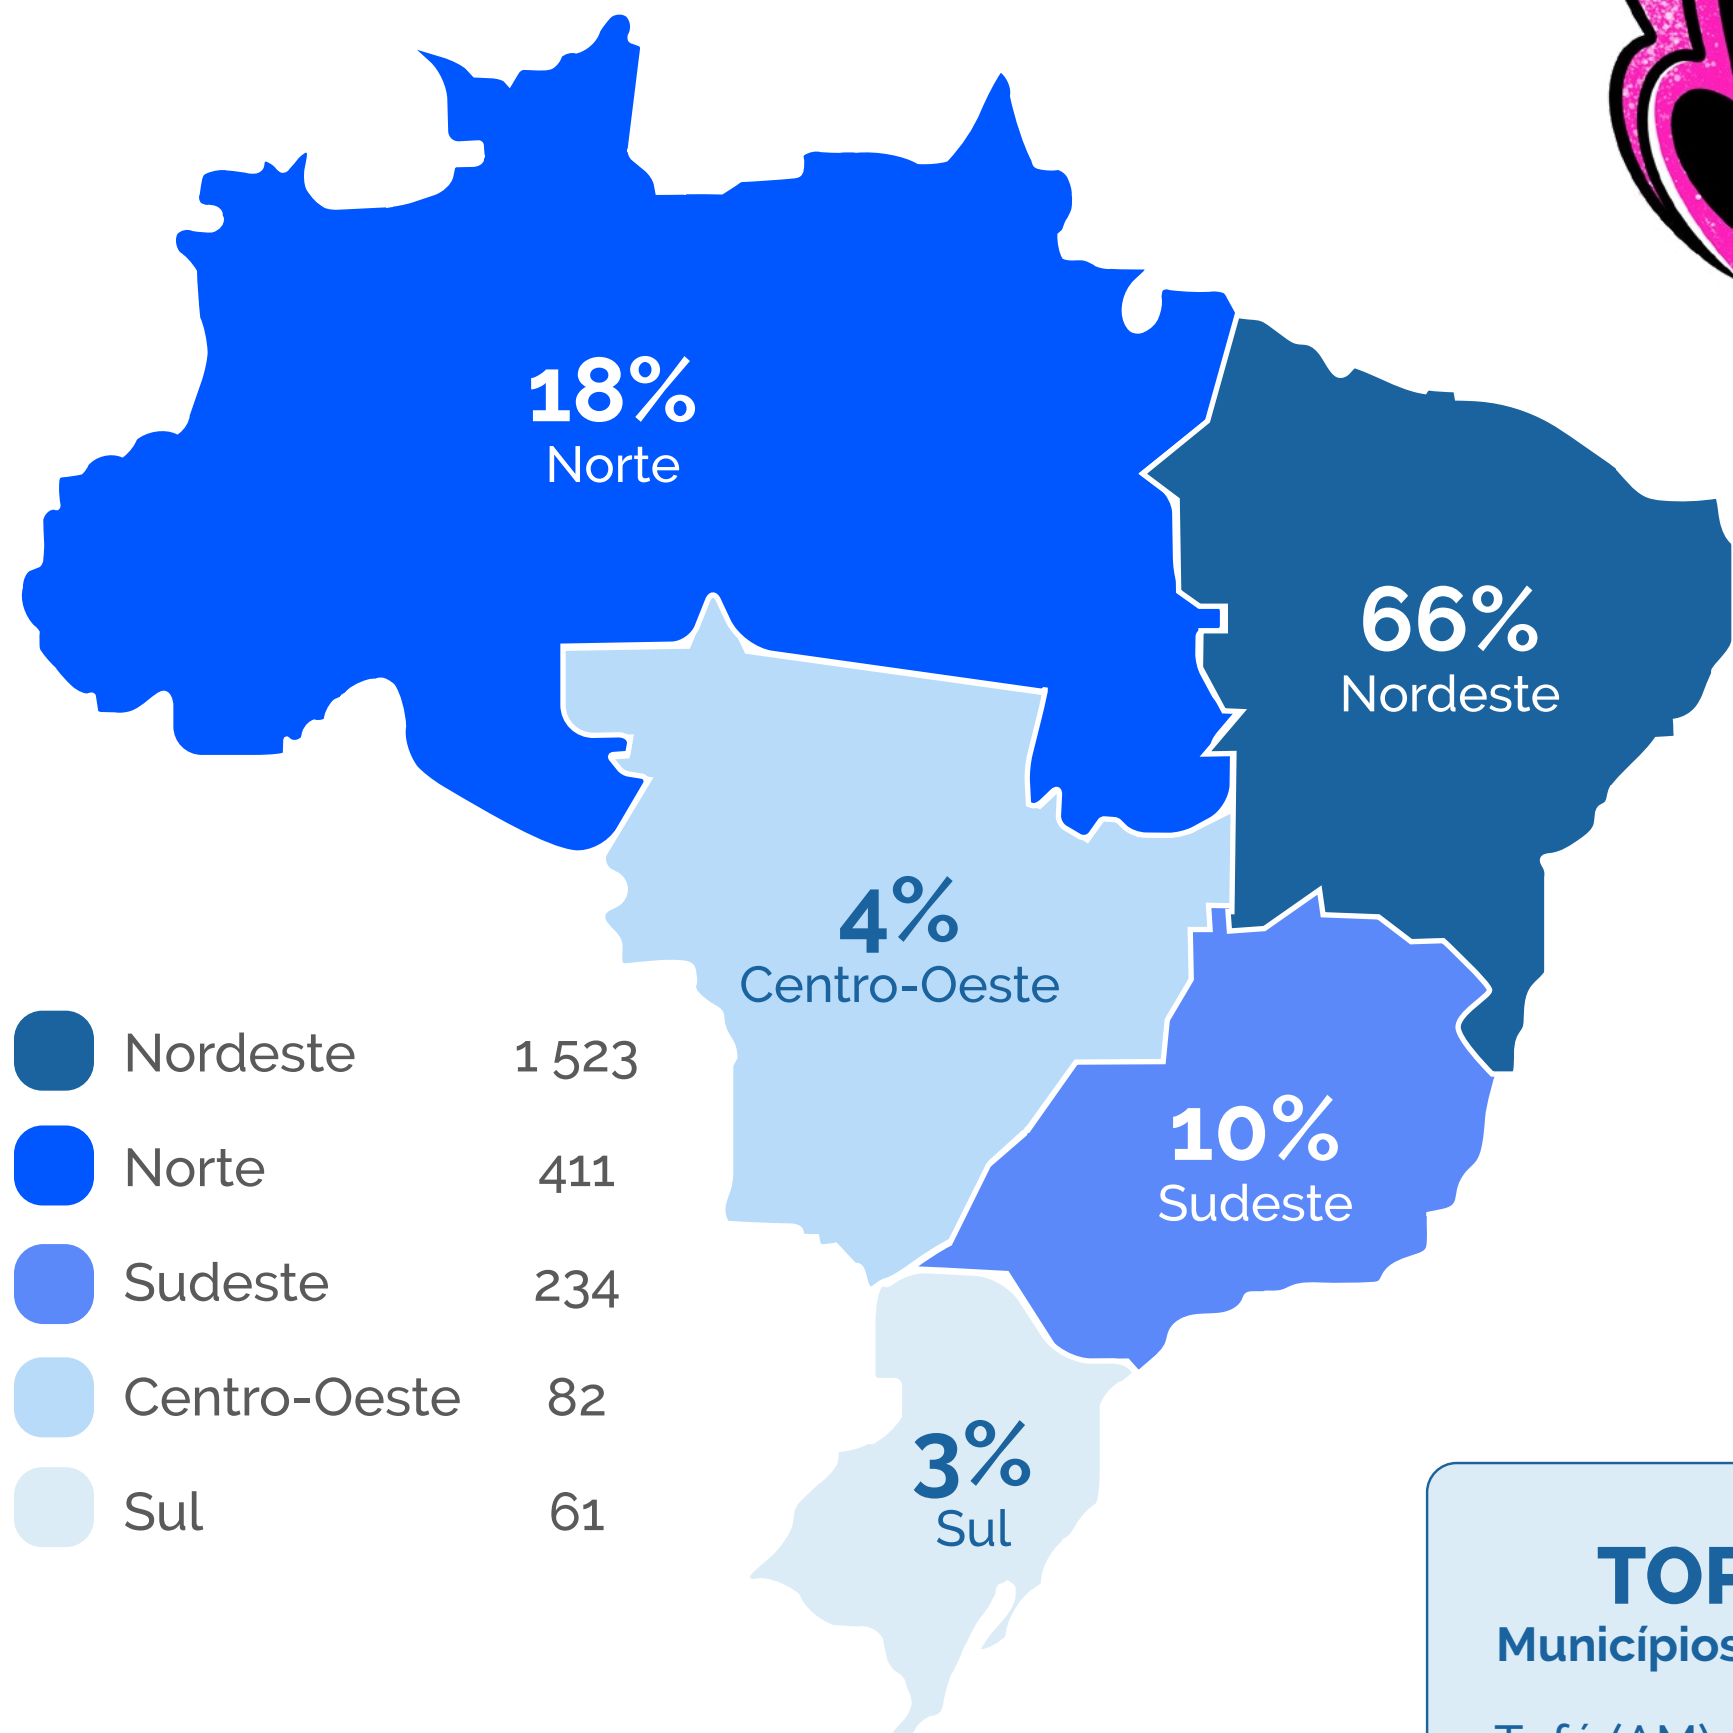 18%
Norte
66%
Nordeste
4%
Centro-Oeste
10%
Sudeste
3%
Sul
Nordeste 1 523
Norte 411
Sudeste 234
Centro-Oeste 82
Sul 61
Municípios